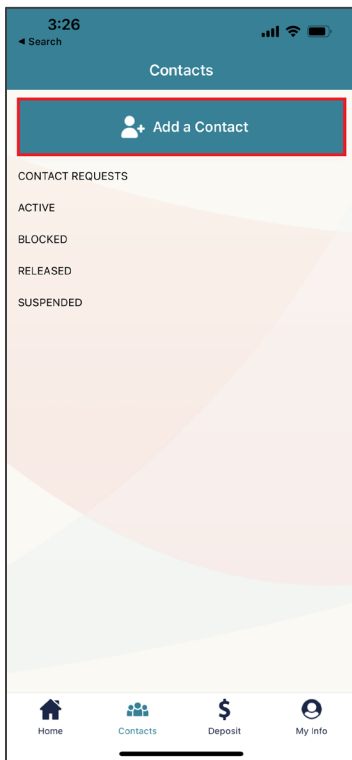 3:26
◄ Search
Contacts
Add a Contact
CONTACT REQUESTS
ACTIVE
BLOCKED
RELEASED
SUSPENDED
Home Contacts Deposit My Info